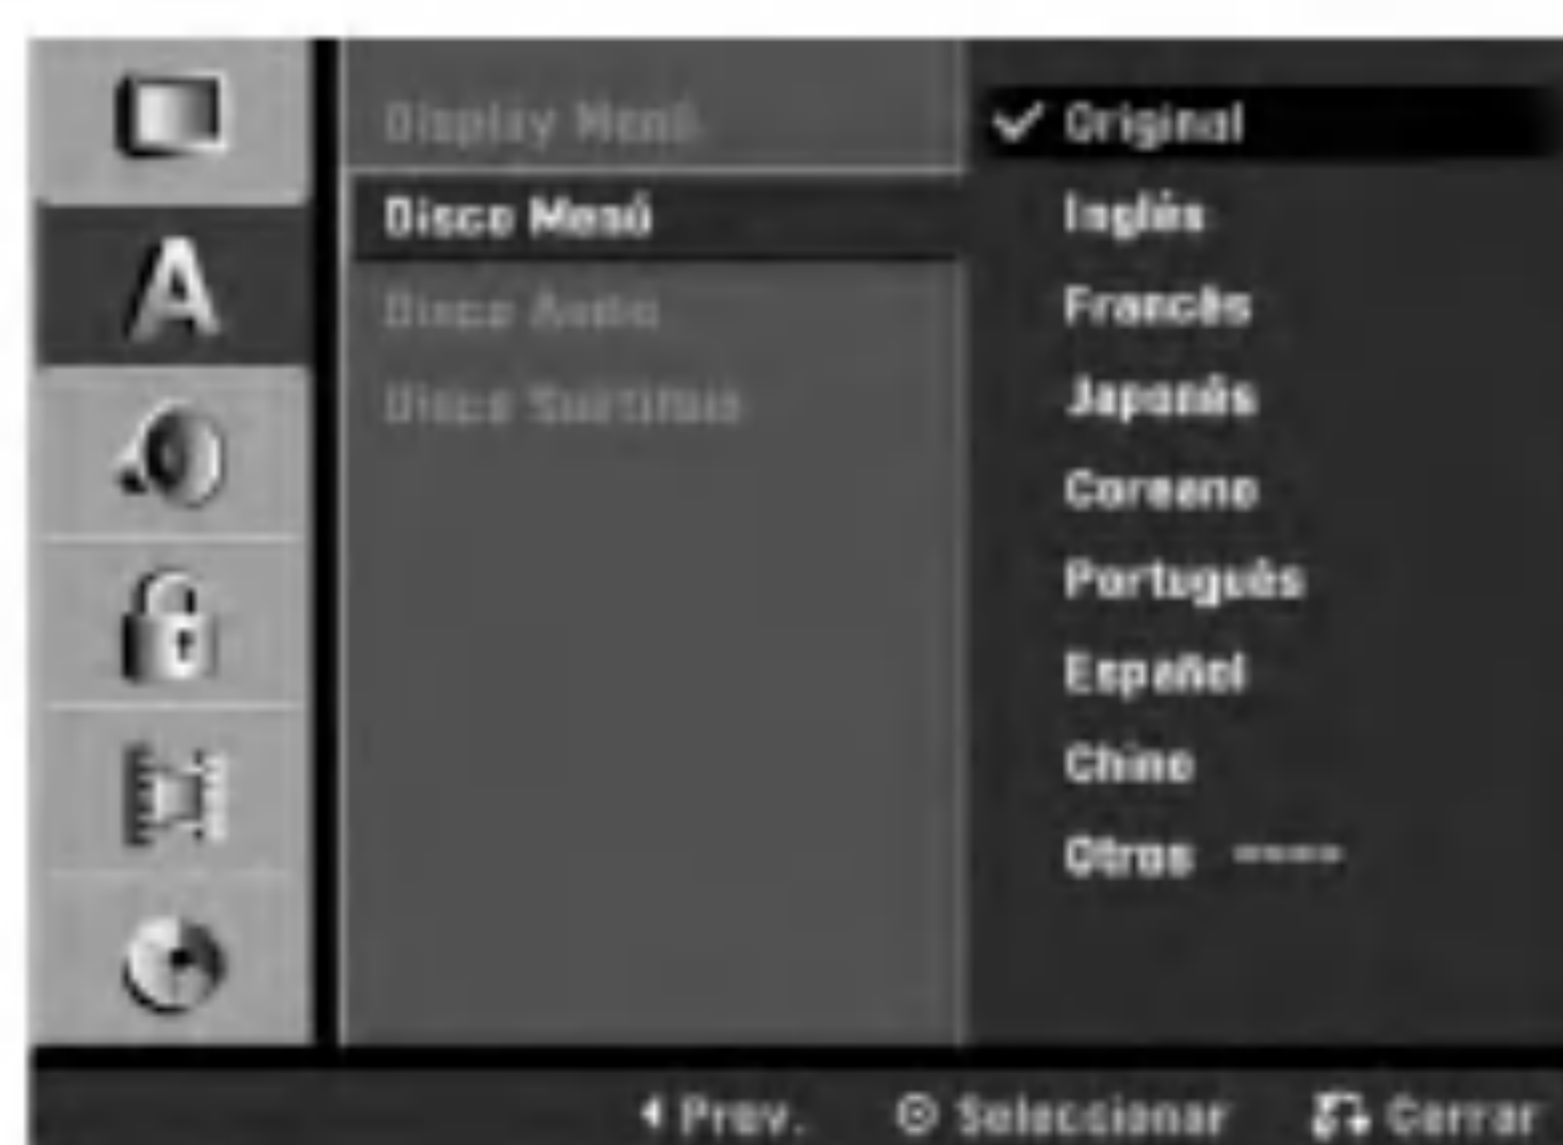 Display Menú
Disco Menú
Disco Audio
Disco Subtítulo
✓ Original
Inglés
Francés
Japonés
Coreano
Portugués
Español
Chino
Otros ----
Prev.
Seleccionar
Cerrar